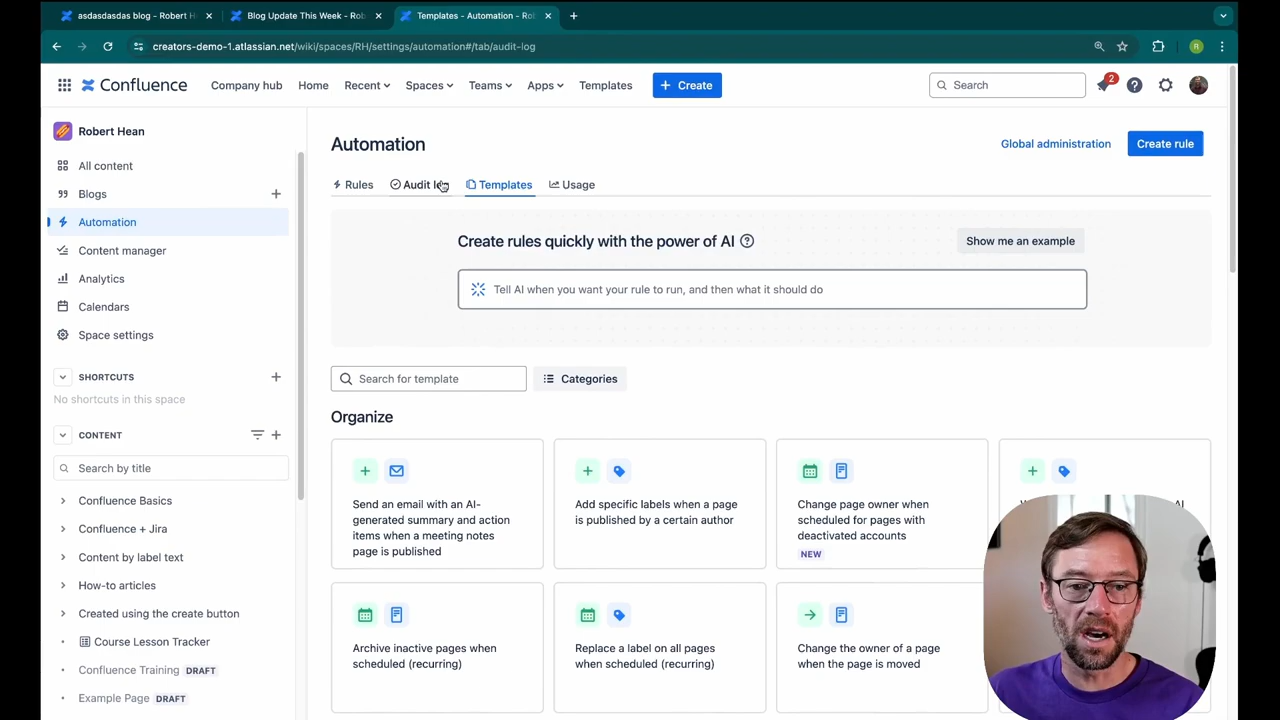 asdasdasdas blog - Robert H
Blog Update This Week - Rob
Templates - Automation - Rob
creators-demo-1.atlassian.net/wiki/spaces/RH/settings/automation#/tab/audit-log
R
Confluence
Company hub
Home
Recent
Spaces
Teams
Apps
Templates
+ Create
Search
2
Robert Hean
All content
Blogs
Automation
Content manager
Analytics
Calendars
Space settings
SHORTCUTS
No shortcuts in this space
CONTENT
Search by title
Confluence Basics
Confluence + Jira
Content by label text
How-to articles
Created using the create button
Course Lesson Tracker
Confluence Training DRAFT
Example Page DRAFT
Automation
Global administration
Create rule
Rules
Audit log
Templates
Usage
Create rules quickly with the power of AI
Show me an example
Tell AI when you want your rule to run, and then what it should do
Search for template
Categories
Organize
Send an email with an AI-
generated summary and action
items when a meeting notes
page is published
Add specific labels when a page
is published by a certain author
Change page owner when
scheduled for pages with
deactivated accounts
NEW
Archive inactive pages when
scheduled (recurring)
Replace a label on all pages
when scheduled (recurring)
Change the owner of a page
when the page is moved